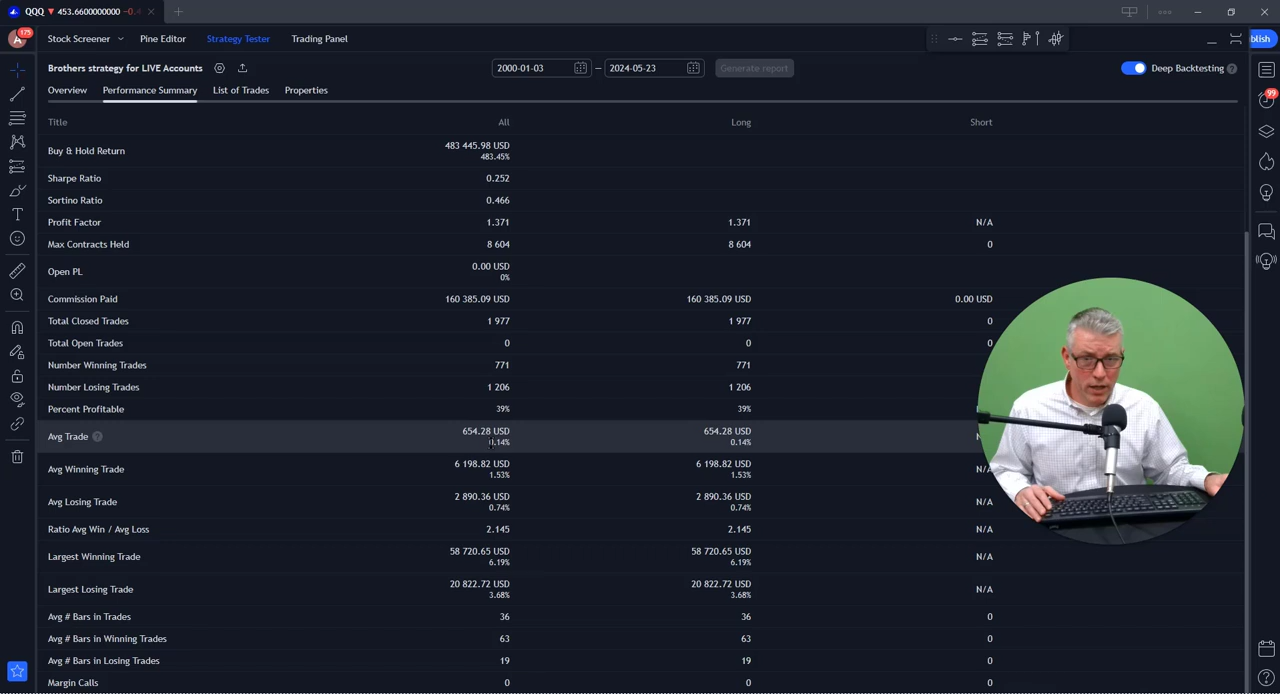 QQQ ▼ 453.6600000000 −0.4
175
Stock Screener Pine Editor Strategy Tester Trading Panel
blish
Brothers strategy for LIVE Accounts 2000-01-03 – 2024-05-23 Generate report Deep Backtesting
Overview Performance Summary List of Trades Properties
99
Title All Long Short
Buy & Hold Return 483 445.98 USD
483.45%
Sharpe Ratio 0.252
Sortino Ratio 0.466
Profit Factor 1.371 1.371 N/A
Max Contracts Held 8 604 8 604 0
Open PL 0.00 USD
0%
Commission Paid 160 385.09 USD 160 385.09 USD 0.00 USD
Total Closed Trades 1 977 1 977 0
Total Open Trades 0 0 0
Number Winning Trades 771 771
Number Losing Trades 1 206 1 206
Percent Profitable 39% 39%
Avg Trade 654.28 USD 654.28 USD
0.14% 0.14%
Avg Winning Trade 6 198.82 USD 6 198.82 USD N/A
1.53% 1.53%
Avg Losing Trade 2 890.36 USD 2 890.36 USD N/A
0.74% 0.74%
Ratio Avg Win / Avg Loss 2.145 2.145 N/A
Largest Winning Trade 58 720.65 USD 58 720.65 USD N/A
6.19% 6.19%
Largest Losing Trade 20 822.72 USD 20 822.72 USD N/A
3.68% 3.68%
Avg # Bars in Trades 36 36 0
Avg # Bars in Winning Trades 63 63 0
Avg # Bars in Losing Trades 19 19 0
Margin Calls 0 0 0